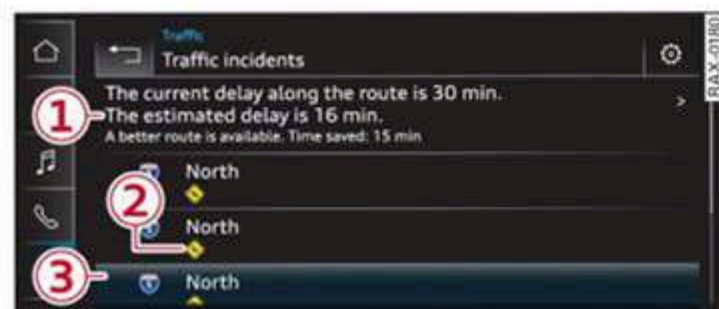 Traffic
Traffic incidents
The current delay along the route is 30 min.
The estimated delay is 16 min.
A better route is available. Time saved: 15 min
North
North
North
1
2
3
RAX-0180